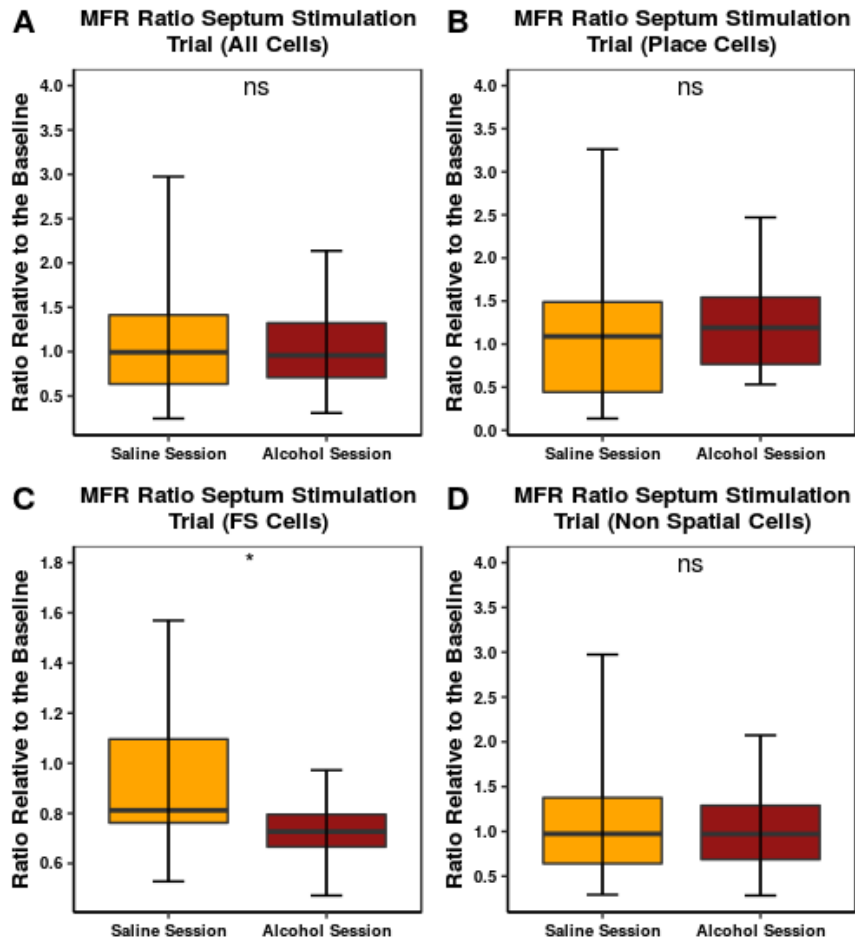 A
MFR Ratio Septum Stimulation
Trial (All Cells)
Ratio Relative to the Baseline
4.0
3.5
3.0
2.5
2.0
1.5
1.0
0.5
ns
Saline Session
Alcohol Session
B
MFR Ratio Septum Stimulation
Trial (Place Cells)
Ratio Relative to the Baseline
4.0
3.5
3.0
2.5
2.0
1.5
1.0
0.5
0.0
ns
Saline Session
Alcohol Session
C
MFR Ratio Septum Stimulation
Trial (FS Cells)
Ratio Relative to the Baseline
1.8
1.6
1.4
1.2
1.0
0.8
0.6
*
Saline Session
Alcohol Session
D
MFR Ratio Septum Stimulation
Trial (Non Spatial Cells)
Ratio Relative to the Baseline
4.0
3.5
3.0
2.5
2.0
1.5
1.0
0.5
ns
Saline Session
Alcohol Session